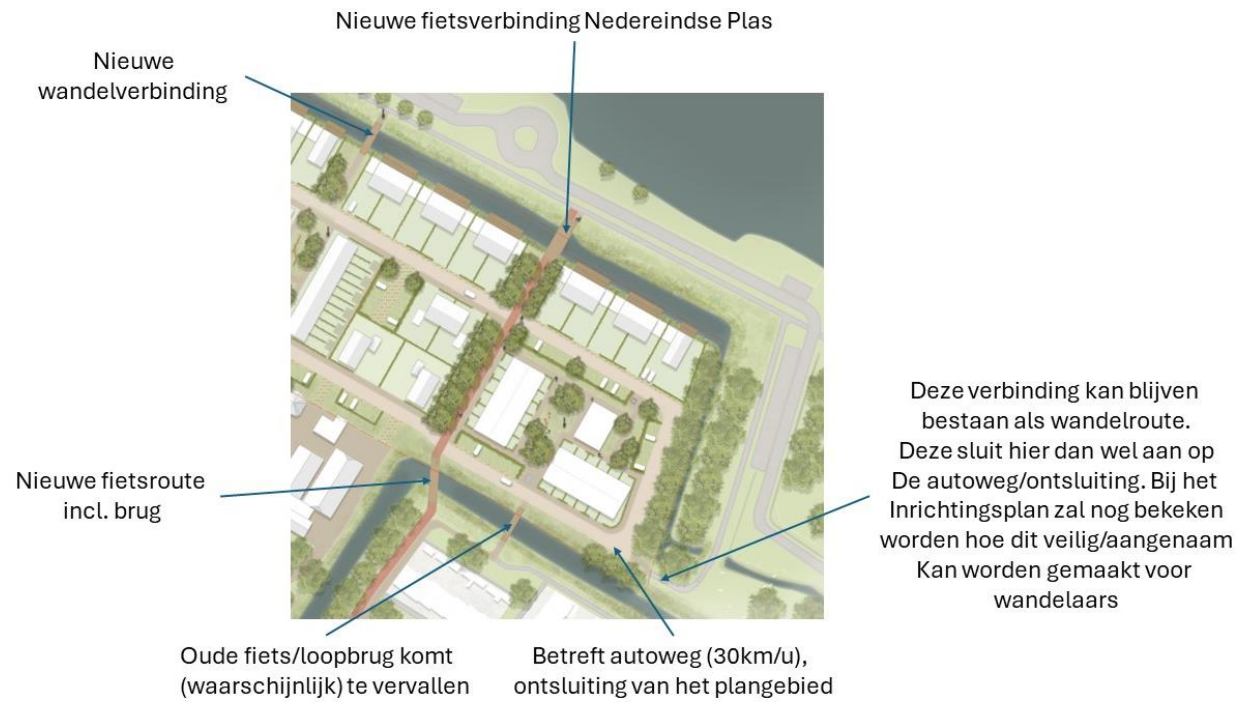 Nieuwe fietsverbinding Nedereindse Plas
Nieuwe
wandelverbinding
Deze verbinding kan blijven
bestaan als wandelroute.
Deze sluit hier dan wel aan op
De autoweg/ontsluiting. Bij het
Inrichtingsplan zal nog bekeken
worden hoe dit veilig/aangenaam
Kan worden gemaakt voor
wandelaars
Nieuwe fietsroute
incl. brug
Oude fiets/loopbrug komt
(waarschijnlijk) te vervallen
Betreft autoweg (30km/u),
ontsluiting van het plangebied